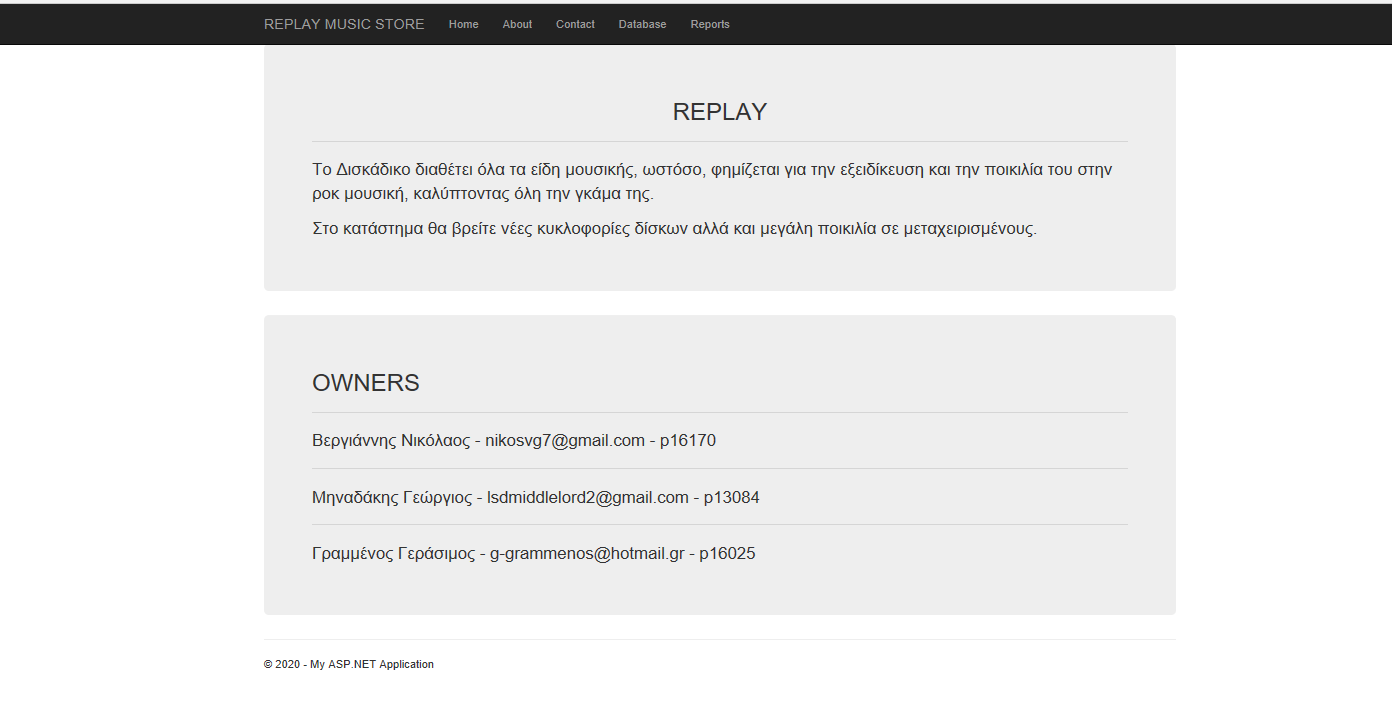 REPLAY MUSIC STORE Home About Contact Database Reports
REPLAY
Το Δισκάδικο διαθέτει όλα τα είδη μουσικής, ωστόσο, φημίζεται για την εξειδίκευση και την ποικιλία του στην
ροκ μουσική, καλύπτοντας όλη την γκάμα της.
Στο κατάστημα θα βρείτε νέες κυκλοφορίες δίσκων αλλά και μεγάλη ποικιλία σε μεταχειρισμένους.
OWNERS
Βεργιάννης Νικόλαος - nikosvg7@gmail.com - p16170
Μηναδάκης Γεώργιος - lsdmiddlelord2@gmail.com - p13084
Γραμμένος Γεράσιμος - g-grammenos@hotmail.gr - p16025
© 2020 - My ASP.NET Application